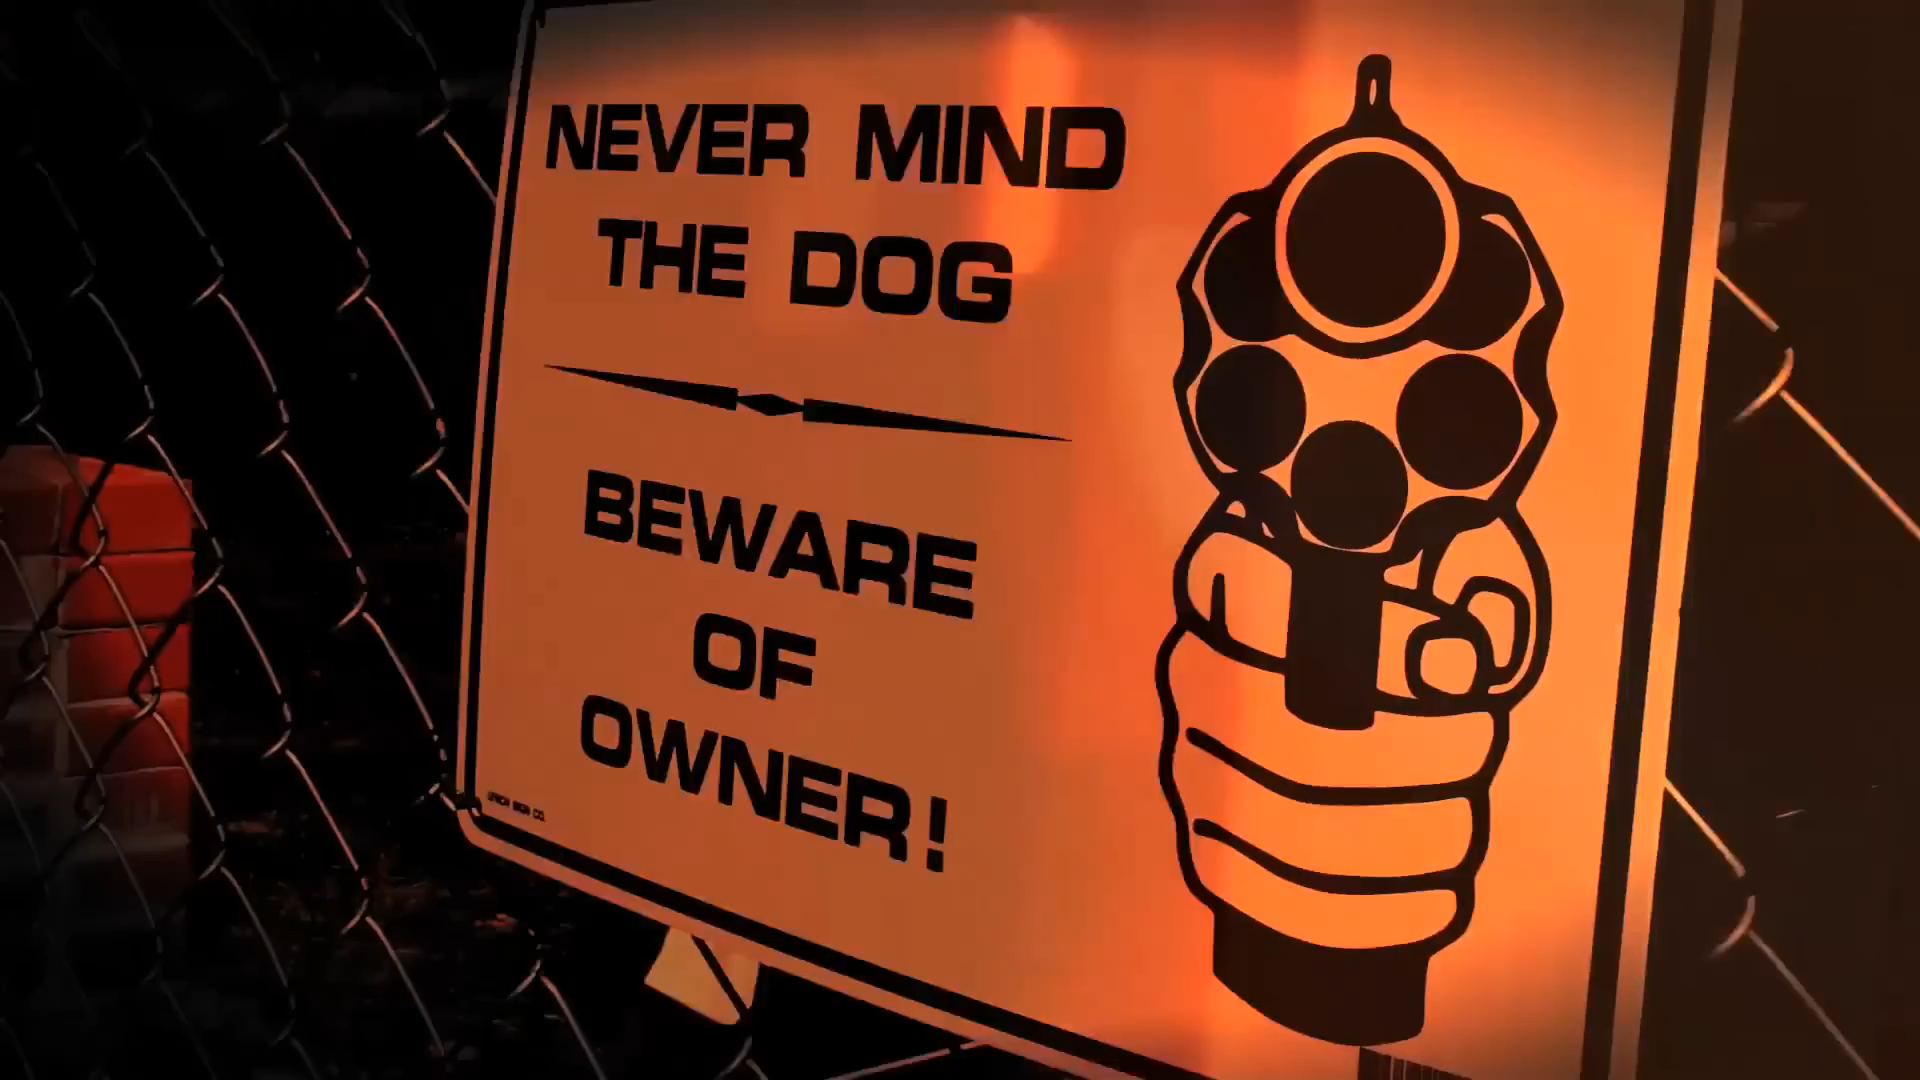 NEVER MIND
THE DOG
BEWARE
OF
OWNER!